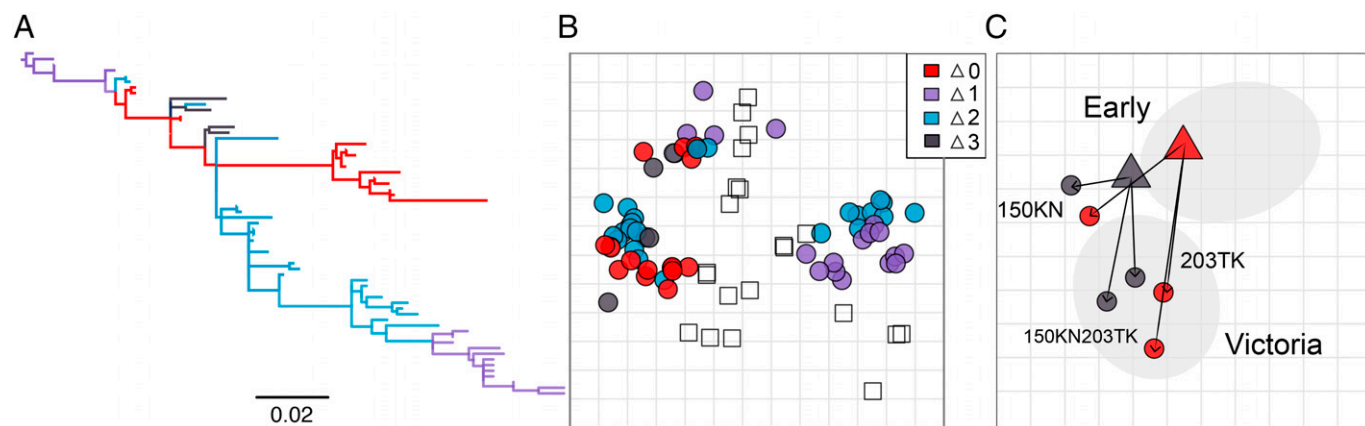 A
0.02
B
△ 0
△ 1
△ 2
△ 3
C
Early
150KN
203TK
150KN203TK
Victoria